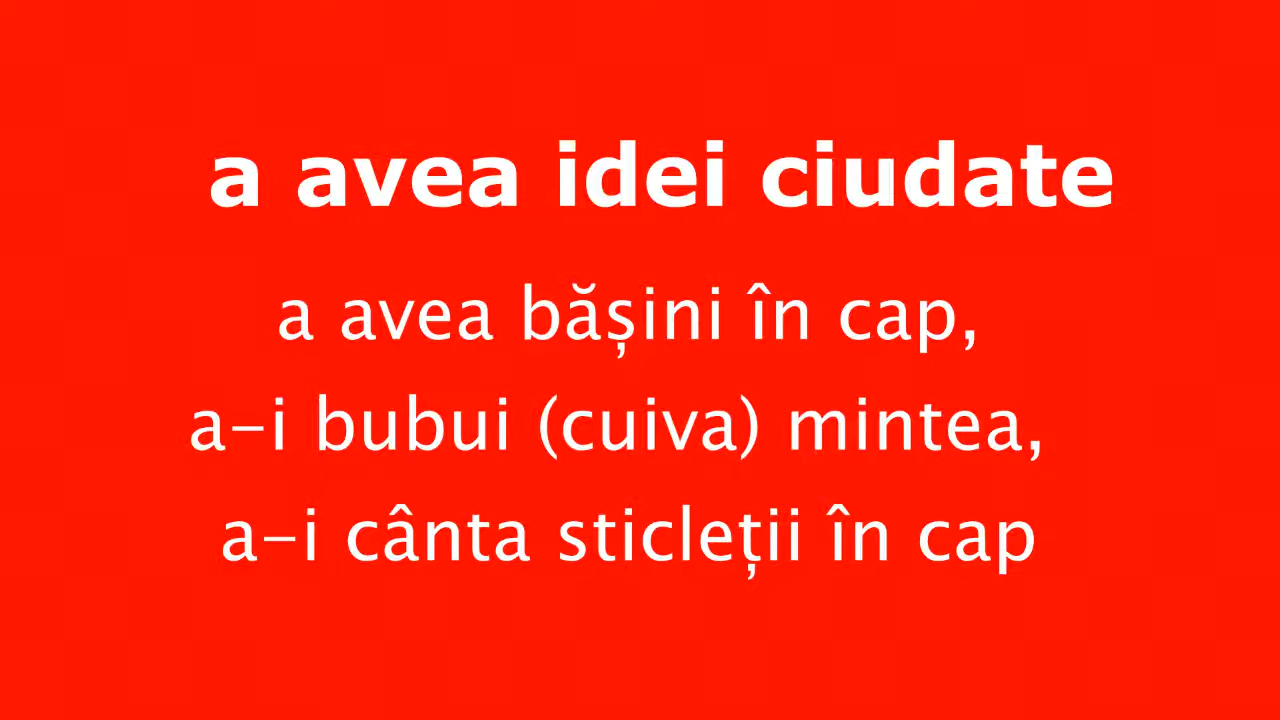 a avea idei ciudate
a avea bășini în cap,
a-i bubui (cuiva) mintea,
a-i cânta sticleții în cap